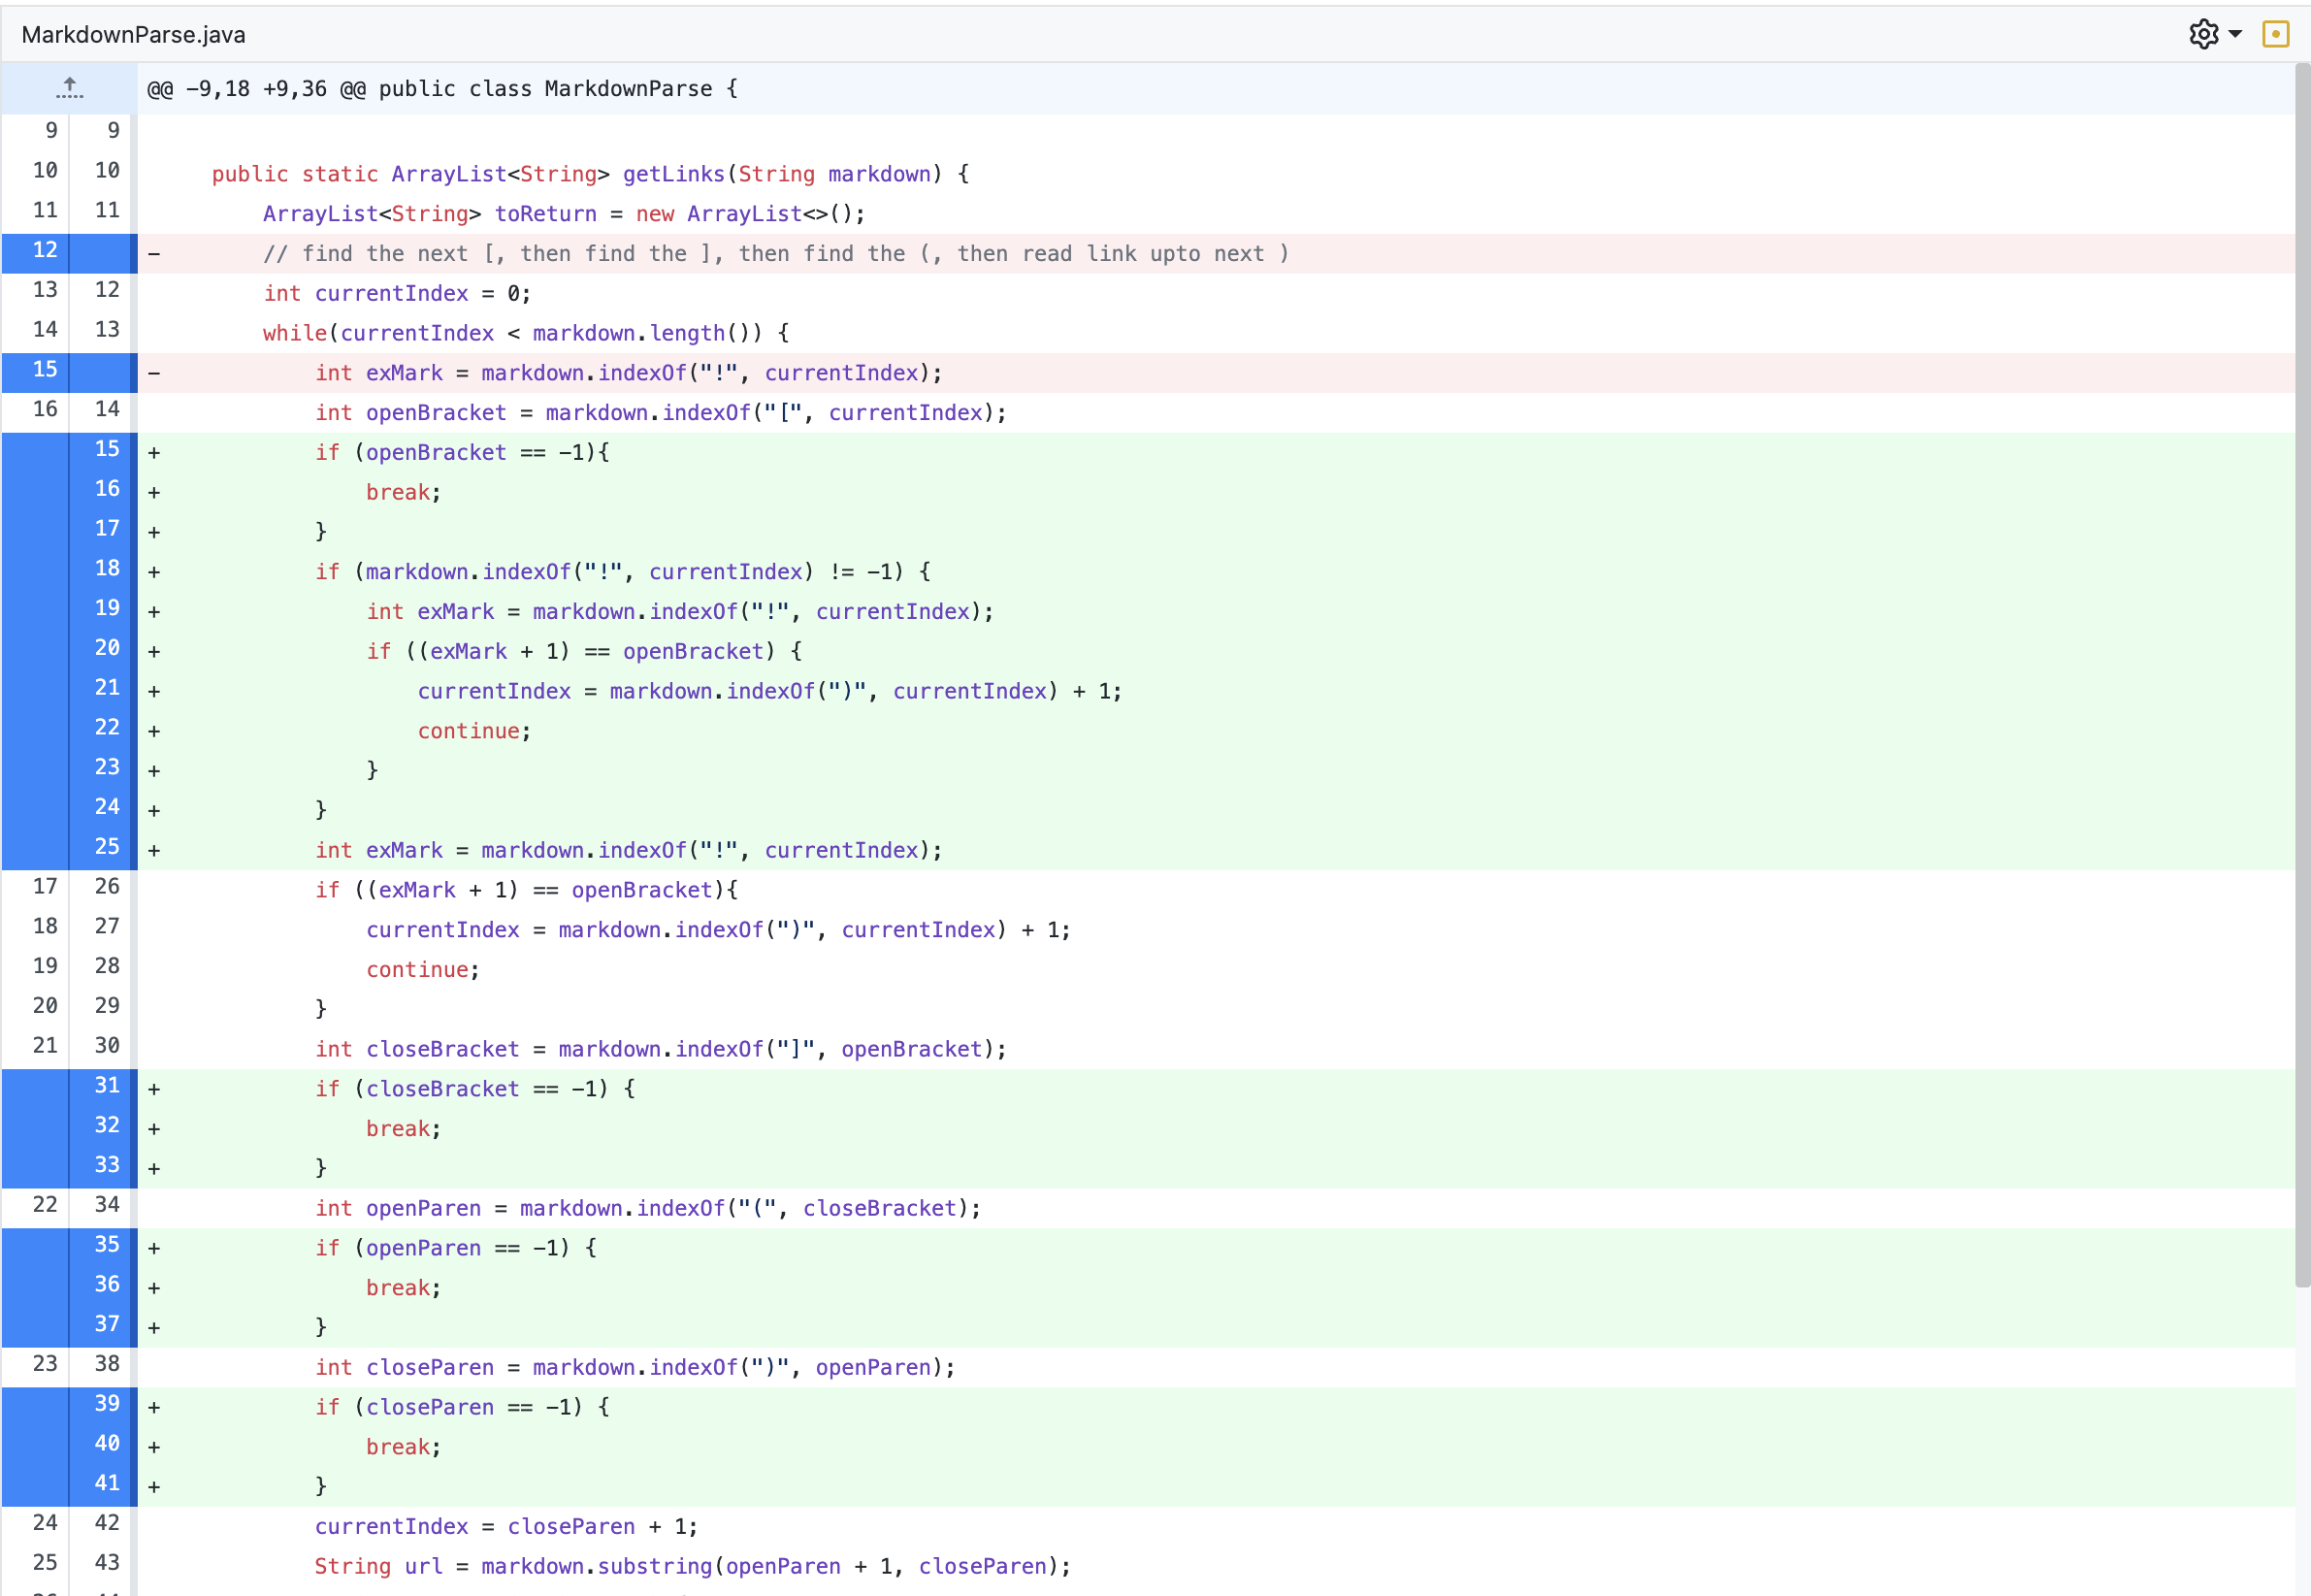 MarkdownParse.java
@@ -9,18 +9,36 @@ public class MarkdownParse {
9 9
10 10 public static ArrayList<String> getLinks(String markdown) {
11 11 ArrayList<String> toReturn = new ArrayList<>();
12 - // find the next [, then find the ], then find the (, then read link upto next )
13 12 int currentIndex = 0;
14 13 while(currentIndex < markdown.length()) {
15 - int exMark = markdown.indexOf("!", currentIndex);
16 14 int openBracket = markdown.indexOf("[", currentIndex);
15 + if (openBracket == -1){
16 + break;
17 + }
18 + if (markdown.indexOf("!", currentIndex) != -1) {
19 + int exMark = markdown.indexOf("!", currentIndex);
20 + if ((exMark + 1) == openBracket) {
21 + currentIndex = markdown.indexOf(")", currentIndex) + 1;
22 + continue;
23 + }
24 + }
25 + int exMark = markdown.indexOf("!", currentIndex);
17 26 if ((exMark + 1) == openBracket){
18 27 currentIndex = markdown.indexOf(")", currentIndex) + 1;
19 28 continue;
20 29 }
21 30 int closeBracket = markdown.indexOf("]", openBracket);
31 + if (closeBracket == -1) {
32 + break;
33 + }
22 34 int openParen = markdown.indexOf("(", closeBracket);
35 + if (openParen == -1) {
36 + break;
37 + }
23 38 int closeParen = markdown.indexOf(")", openParen);
39 + if (closeParen == -1) {
40 + break;
41 + }
24 42 currentIndex = closeParen + 1;
25 43 String url = markdown.substring(openParen + 1, closeParen);